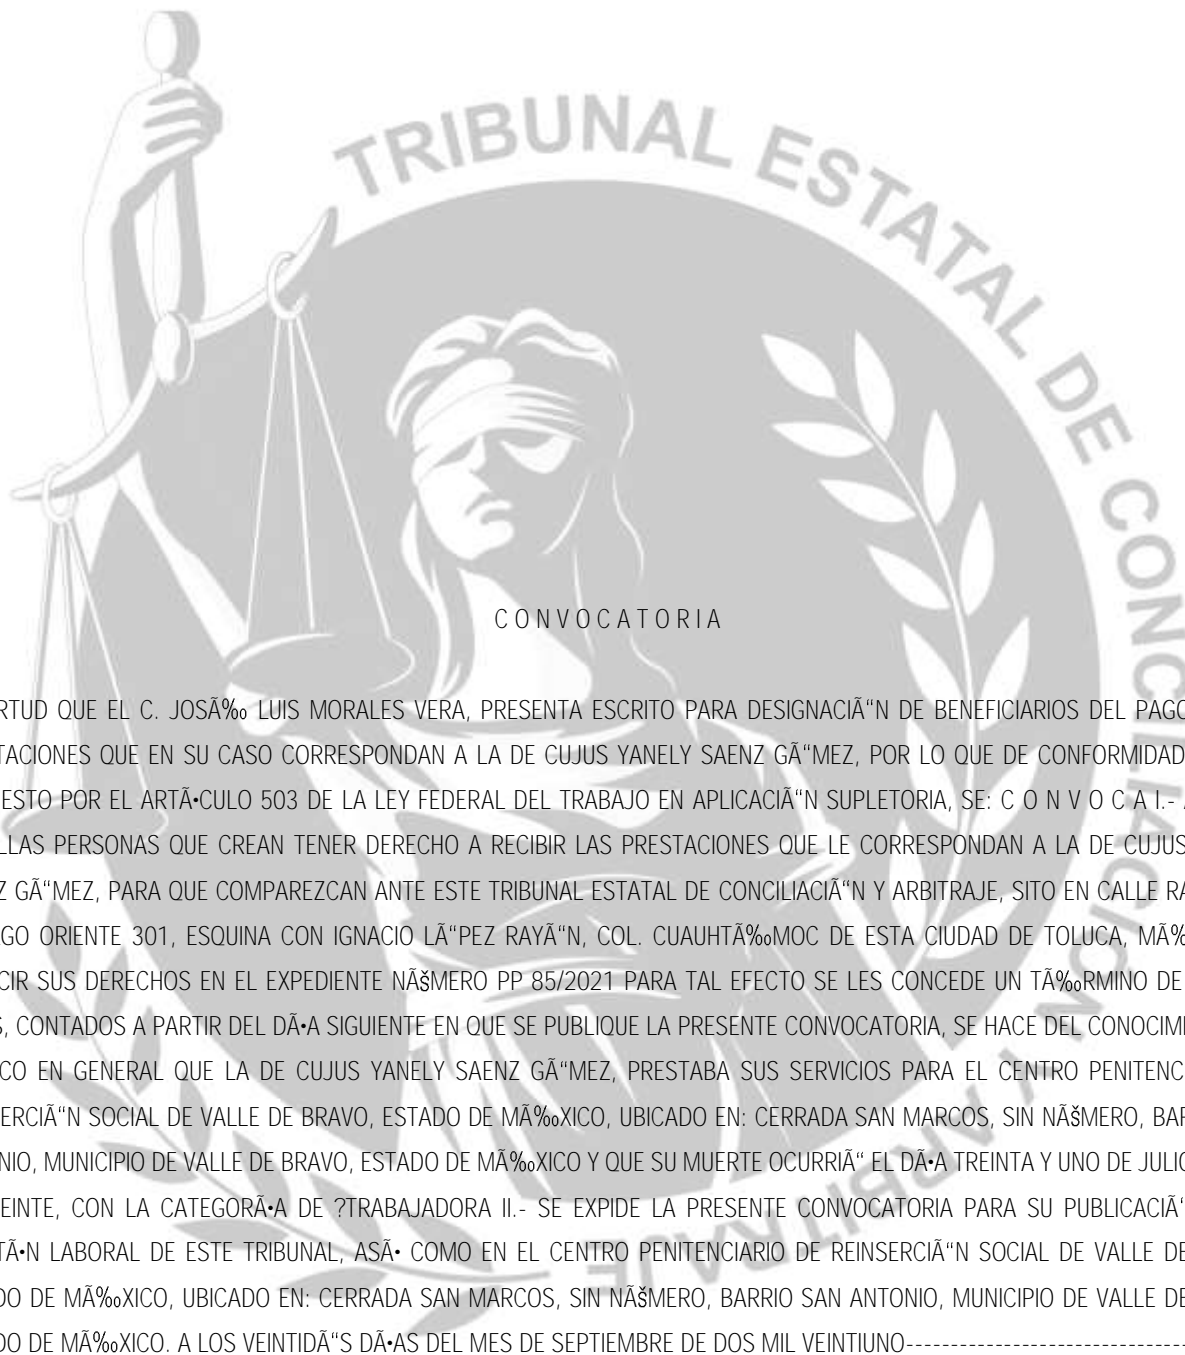 TRIBUNAL ESTATAL DE CONCILIACIÓN Y ARBITRAJE
CONVOCATORIA
RTUD QUE EL C. JOSÃ‰ LUIS MORALES VERA, PRESENTA ESCRITO PARA DESIGNACIÃ“N DE BENEFICIARIOS DEL PAGO
TACIONES QUE EN SU CASO CORRESPONDAN A LA DE CUJUS YANELY SAENZ GÃ“MEZ, POR LO QUE DE CONFORMIDAD
ESTO POR EL ARTÃ•CULO 503 DE LA LEY FEDERAL DEL TRABAJO EN APLICACIÃ“N SUPLETORIA, SE: C O N V O C A I.-
LLAS PERSONAS QUE CREAN TENER DERECHO A RECIBIR LAS PRESTACIONES QUE LE CORRESPONDAN A LA DE CUJUS
Z GÃ“MEZ, PARA QUE COMPAREZCAN ANTE ESTE TRIBUNAL ESTATAL DE CONCILIACIÃ“N Y ARBITRAJE, SITO EN CALLE RA
GO ORIENTE 301, ESQUINA CON IGNACIO LÃ“PEZ RAYÃ“N, COL. CUAUHTÃ‰MOC DE ESTA CIUDAD DE TOLUCA, MÃ‰
CIR SUS DERECHOS EN EL EXPEDIENTE NÃšMERO PP 85/2021 PARA TAL EFECTO SE LES CONCEDE UN TÃ‰RMINO DE
S, CONTADOS A PARTIR DEL DÃ•A SIGUIENTE EN QUE SE PUBLIQUE LA PRESENTE CONVOCATORIA, SE HACE DEL CONOCIMI
CO EN GENERAL QUE LA DE CUJUS YANELY SAENZ GÃ“MEZ, PRESTABA SUS SERVICIOS PARA EL CENTRO PENITENC
ERCIÃ“N SOCIAL DE VALLE DE BRAVO, ESTADO DE MÃ‰XICO, UBICADO EN: CERRADA SAN MARCOS, SIN NÃšMERO, BAR
NIO, MUNICIPIO DE VALLE DE BRAVO, ESTADO DE MÃ‰XICO Y QUE SU MUERTE OCURRIÃ“ EL DÃ•A TREINTA Y UNO DE JULIO
EINTE, CON LA CATEGORÃ•A DE ?TRABAJADORA II.- SE EXPIDE LA PRESENTE CONVOCATORIA PARA SU PUBLICACIÃ“
TÃ•N LABORAL DE ESTE TRIBUNAL, ASÃ• COMO EN EL CENTRO PENITENCIARIO DE REINSERCIÃ“N SOCIAL DE VALLE DE
DO DE MÃ‰XICO, UBICADO EN: CERRADA SAN MARCOS, SIN NÃšMERO, BARRIO SAN ANTONIO, MUNICIPIO DE VALLE DE
DO DE MÃ‰XICO. A LOS VEINTIDÃ“S DÃ•AS DEL MES DE SEPTIEMBRE DE DOS MIL VEINTIUNO--------------------------------